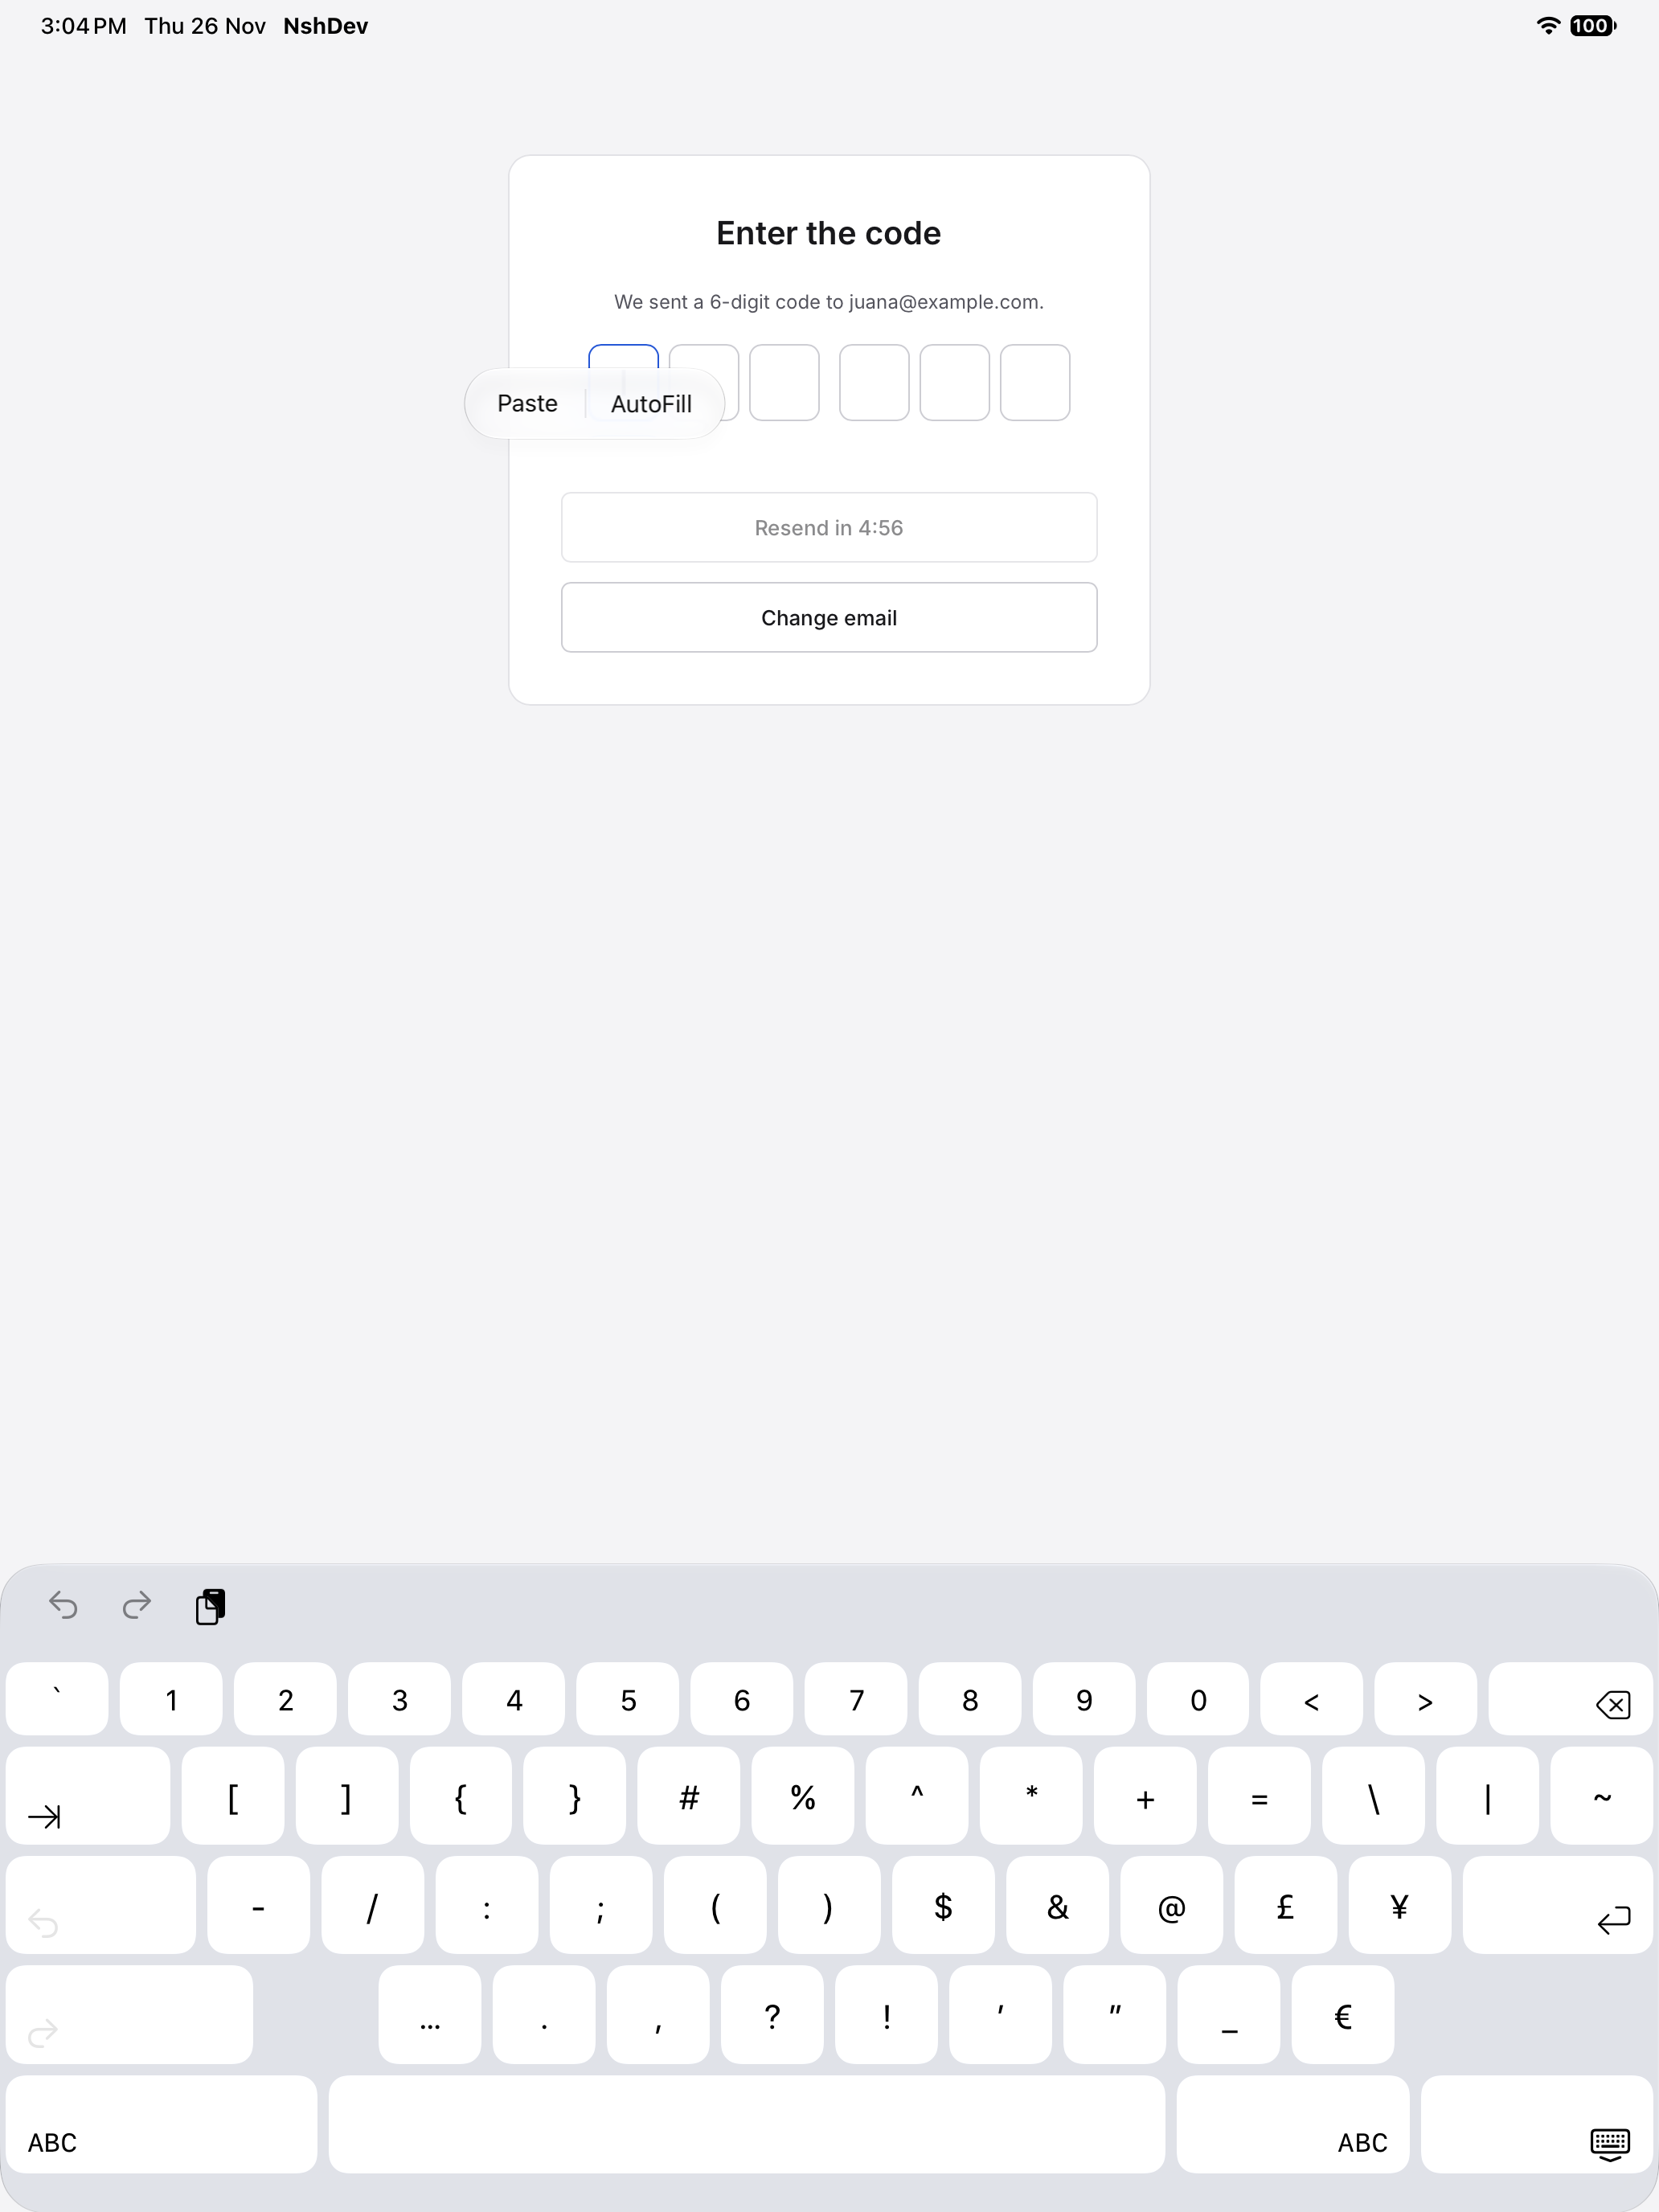 3:04 PM Thu 26 Nov NshDev 100
Enter the code
We sent a 6-digit code to juana@example.com.
Paste AutoFill
Resend in 4:56
Change email
` 1 2 3 4 5 6 7 8 9 0 < >
[ ] { } # % ^ * + = \ | ~
- / : ; ( ) $ & @ £ ¥
... . , ? ! ' " _ €
ABC ABC